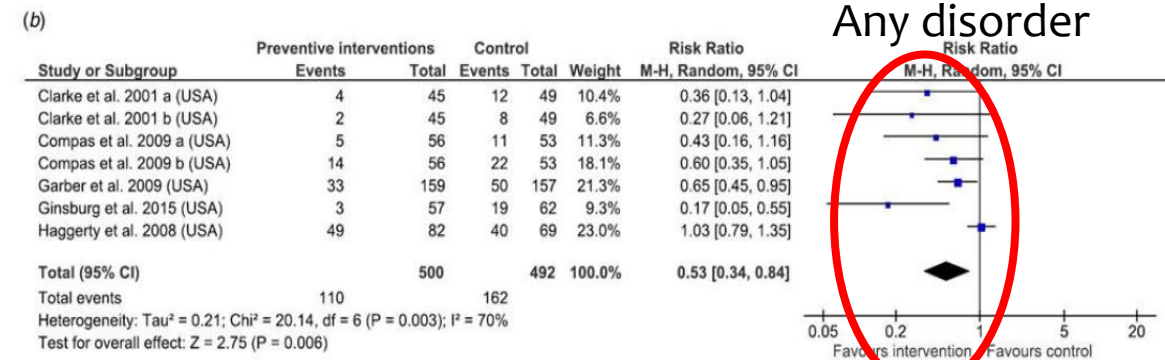 (b)
Any disorder
Preventive interventions Control Risk Ratio Risk Ratio
Study or Subgroup Events Total Events Total Weight M-H, Random, 95% CI M-H, Random, 95% CI
Clarke et al. 2001 a (USA) 4 45 12 49 10.4% 0.36 [0.13, 1.04]
Clarke et al. 2001 b (USA) 2 45 8 49 6.6% 0.27 [0.06, 1.21]
Compas et al. 2009 a (USA) 5 56 11 53 11.3% 0.43 [0.16, 1.16]
Compas et al. 2009 b (USA) 14 56 22 53 18.1% 0.60 [0.35, 1.05]
Garber et al. 2009 (USA) 33 159 50 157 21.3% 0.65 [0.45, 0.95]
Ginsburg et al. 2015 (USA) 3 57 19 62 9.3% 0.17 [0.05, 0.55]
Haggerty et al. 2008 (USA) 49 82 40 69 23.0% 1.03 [0.79, 1.35]
Total (95% CI) 500 492 100.0% 0.53 [0.34, 0.84]
Total events 110 162
Heterogeneity: Tau² = 0.21; Chi² = 20.14, df = 6 (P = 0.003); I² = 70%
Test for overall effect: Z = 2.75 (P = 0.006)
0.05 0.2 1 5 20
Favours intervention Favours control